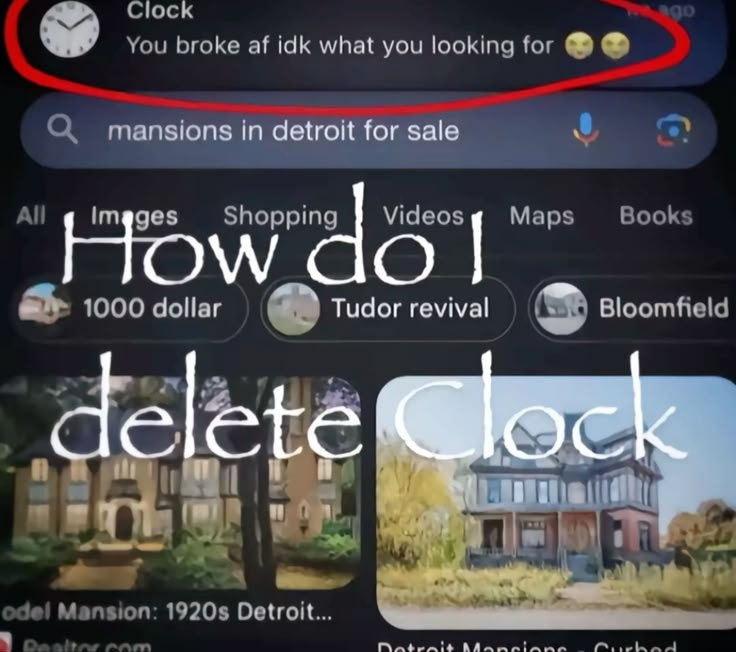 Clock
ago
You broke af idk what you looking for 😆😆
mansions in detroit for sale
All Images Shopping Videos Maps Books
How do I
1000 dollar Tudor revival Bloomfield
delete Clock
odel Mansion: 1920s Detroit...
Realtor.com
Detroit Mansions - Curbed